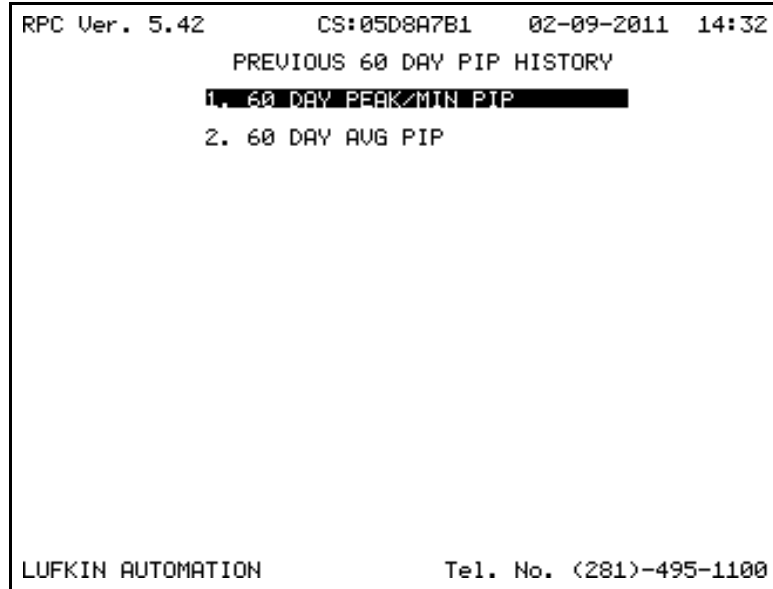 RPC Ver. 5.42 CS:05D8A7B1 02-09-2011 14:32
PREVIOUS 60 DAY PIP HISTORY
1. 60 DAY PEAK/MIN PIP
2. 60 DAY AVG PIP
LUFKIN AUTOMATION Tel. No. (281)-495-1100